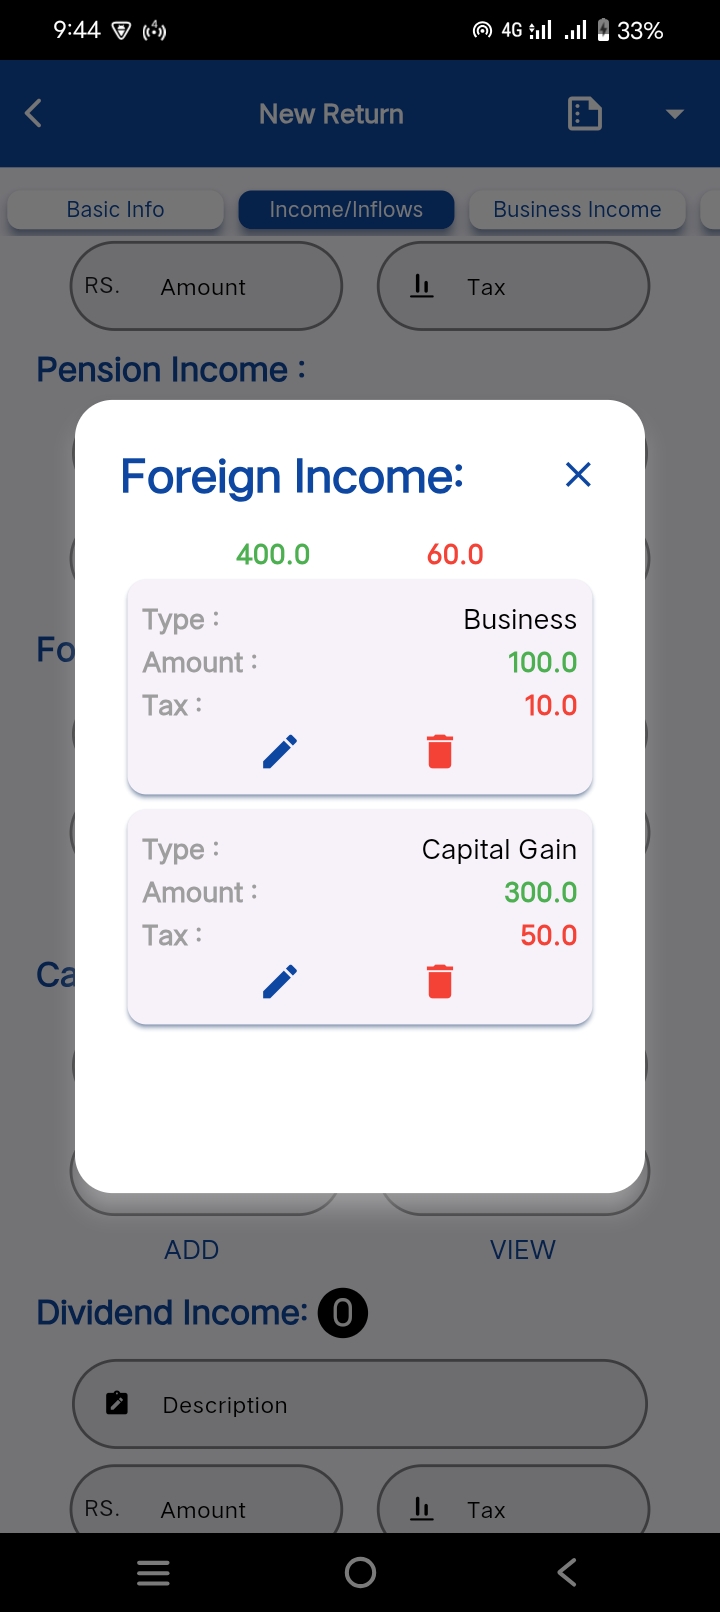 9:44 4 4G 33%
New Return
Basic Info Income/Inflows Business Income
RS. Amount Tax
Pension Income :
Foreign Income:
400.0 60.0
Type : Business
Amount : 100.0
Tax : 10.0
Fo
Type : Capital Gain
Amount : 300.0
Tax : 50.0
Ca
ADD VIEW
Dividend Income: 0
Description
RS. Amount Tax